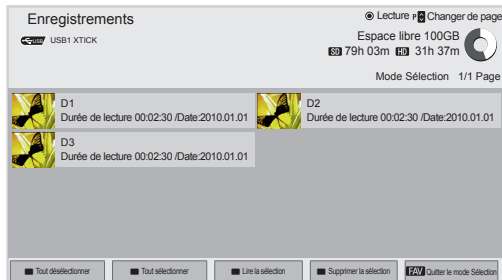 Enregistrements
Lecture P Changer de page
USB USB1 XTICK
Espace libre 100GB
SD 79h 03m HD 31h 37m
Mode Sélection 1/1 Page
D1
Durée de lecture 00:02:30 /Date:2010.01.01
D2
Durée de lecture 00:02:30 /Date:2010.01.01
D3
Durée de lecture 00:02:30 /Date:2010.01.01
Tout désélectionner
Tout sélectionner
Lire la sélection
Supprimer la sélection
FAV Quitter le mode Sélection